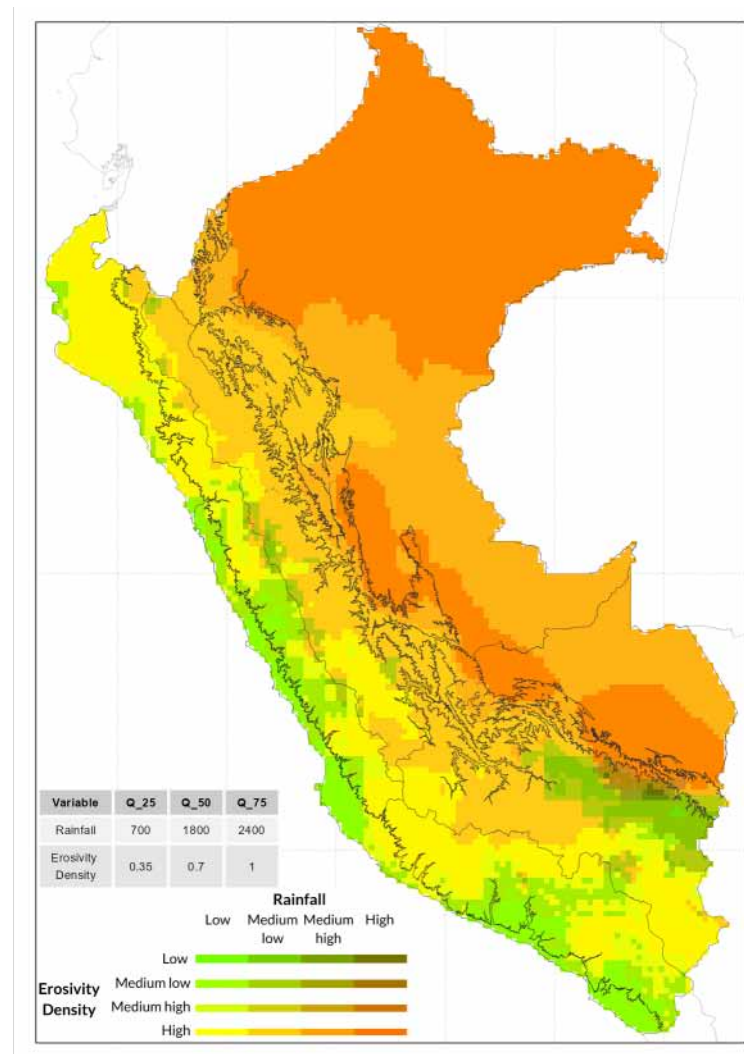 Variable Q_25 Q_50 Q_75
Rainfall 700 1800 2400
Erosivity
Density 0.35 0.7 1
Rainfall
Low Medium low Medium high High
Low
Medium low
Erosivity Density
Medium high
High